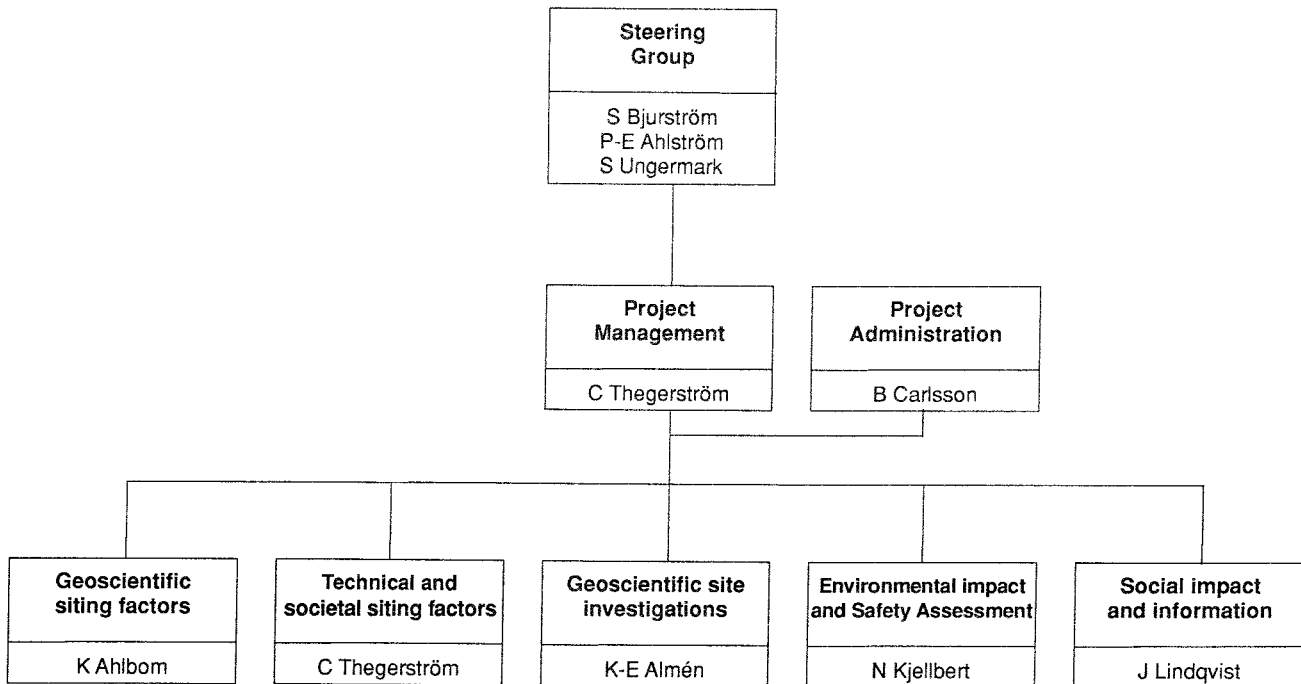 Steering
Group
S Bjurström
P-E Ahlström
S Ungermark
Project
Management
C Thegerström
Project
Administration
B Carlsson
Geoscientific
siting factors
K Ahlbom
Technical and
societal siting factors
C Thegerström
Geoscientific site
investigations
K-E Almén
Environmental impact
and Safety Assessment
N Kjellbert
Social impact
and information
J Lindqvist